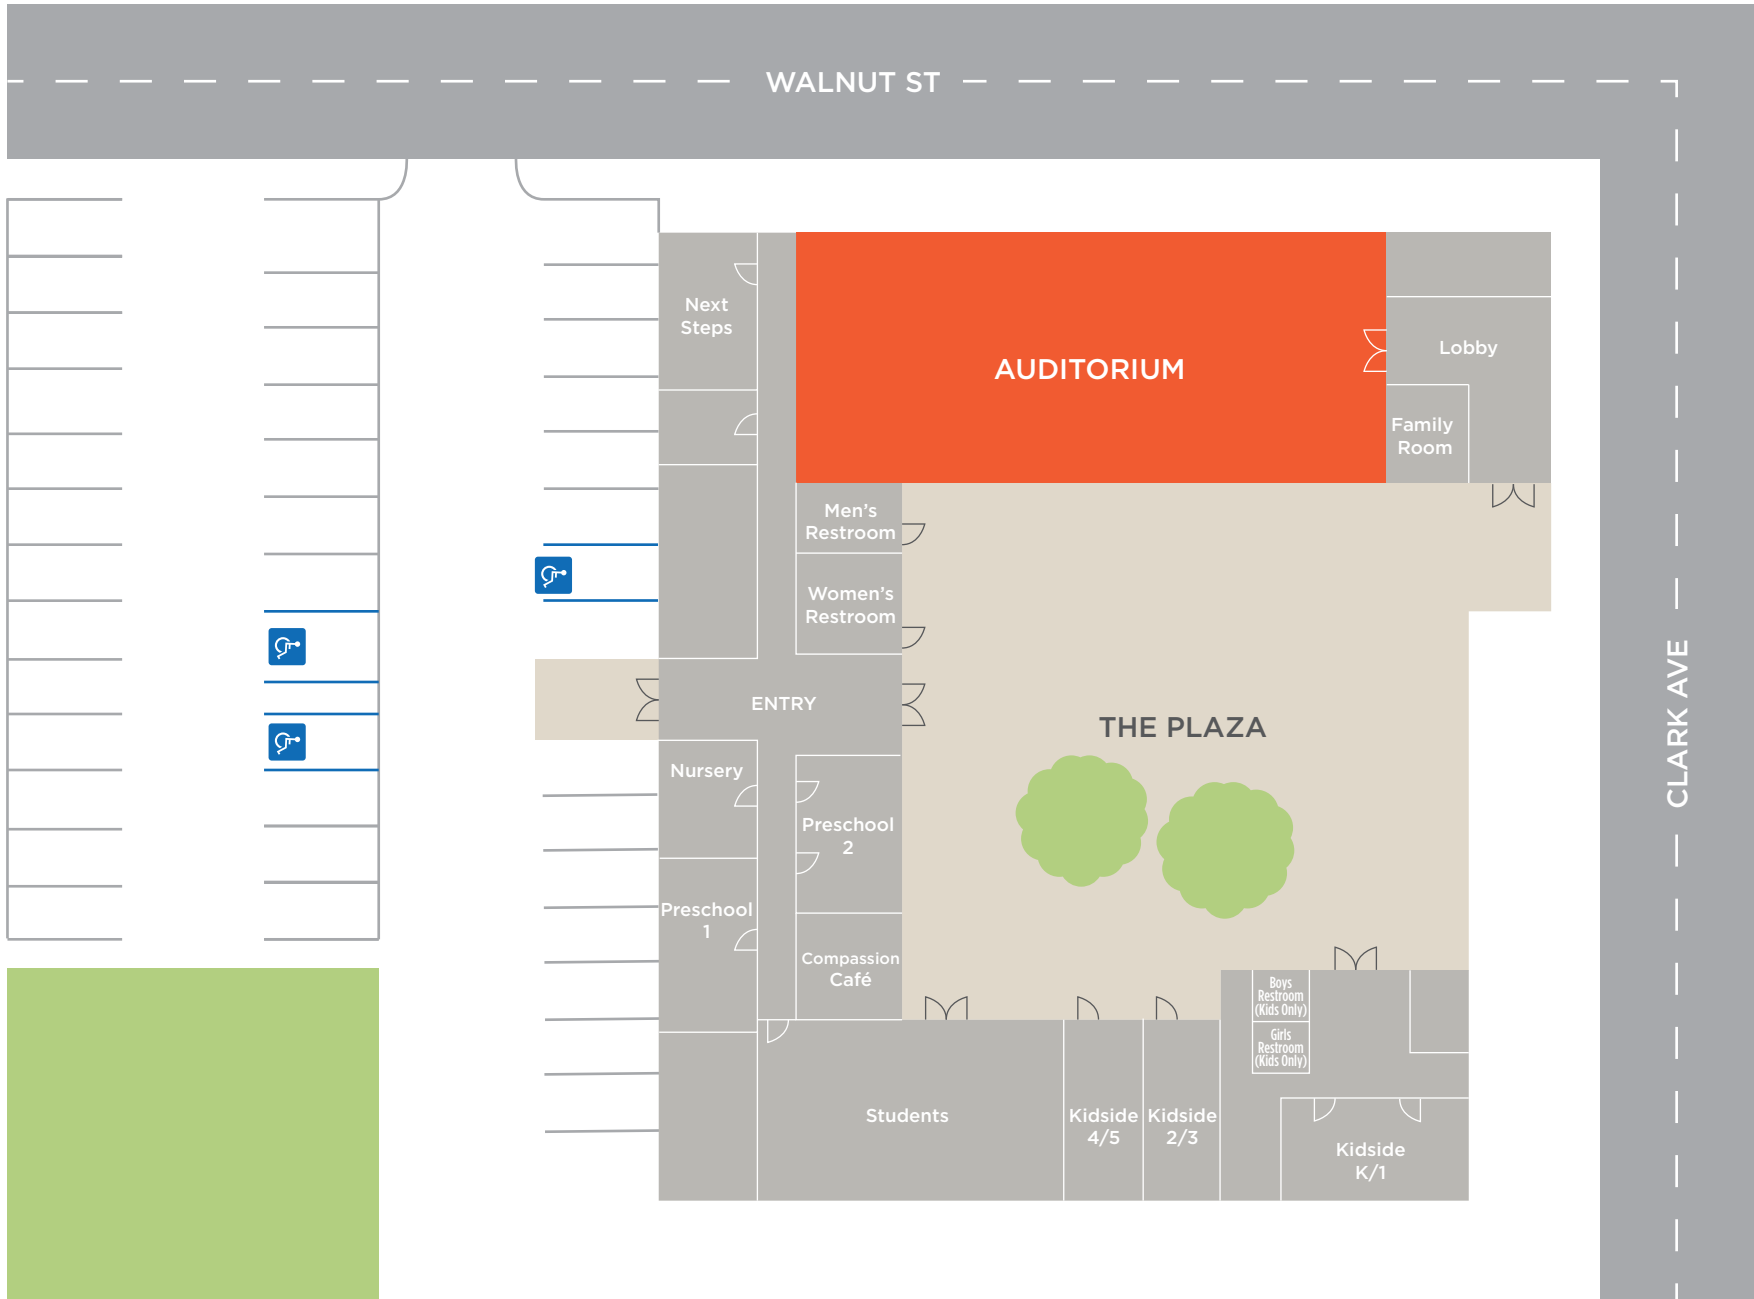 WALNUT ST
Next
Steps
AUDITORIUM
Lobby
Family
Room
Men's
Restroom
Women's
Restroom
ENTRY
THE PLAZA
CLARK AVE
Nursery
Preschool
2
Preschool
1
Compassion
Café
Boys
Restroom
(Kids Only)
Girls
Restroom
(Kids Only)
Students
Kidside
4/5
Kidside
2/3
Kidside
K/1